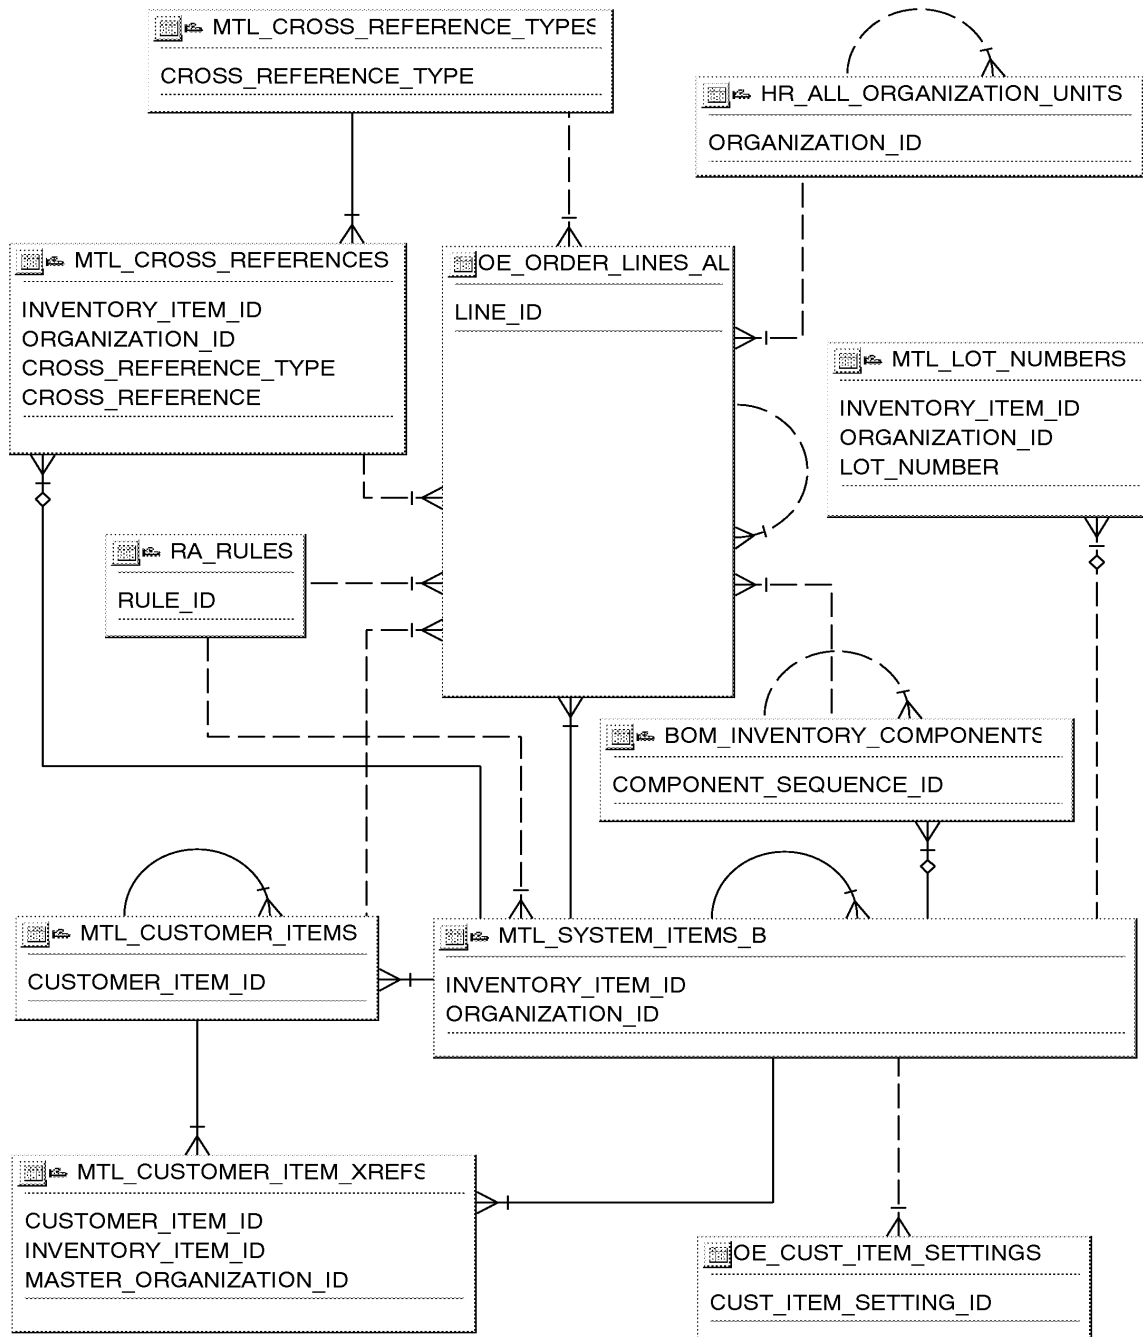 MTL_CROSS_REFERENCE_TYPES
CROSS_REFERENCE_TYPE
HR_ALL_ORGANIZATION_UNITS
ORGANIZATION_ID
MTL_CROSS_REFERENCES
INVENTORY_ITEM_ID
ORGANIZATION_ID
CROSS_REFERENCE_TYPE
CROSS_REFERENCE
OE_ORDER_LINES_AL
LINE_ID
MTL_LOT_NUMBERS
INVENTORY_ITEM_ID
ORGANIZATION_ID
LOT_NUMBER
RA_RULES
RULE_ID
BOM_INVENTORY_COMPONENTS
COMPONENT_SEQUENCE_ID
MTL_CUSTOMER_ITEMS
CUSTOMER_ITEM_ID
MTL_SYSTEM_ITEMS_B
INVENTORY_ITEM_ID
ORGANIZATION_ID
MTL_CUSTOMER_ITEM_XREFS
CUSTOMER_ITEM_ID
INVENTORY_ITEM_ID
MASTER_ORGANIZATION_ID
OE_CUST_ITEM_SETTINGS
CUST_ITEM_SETTING_ID